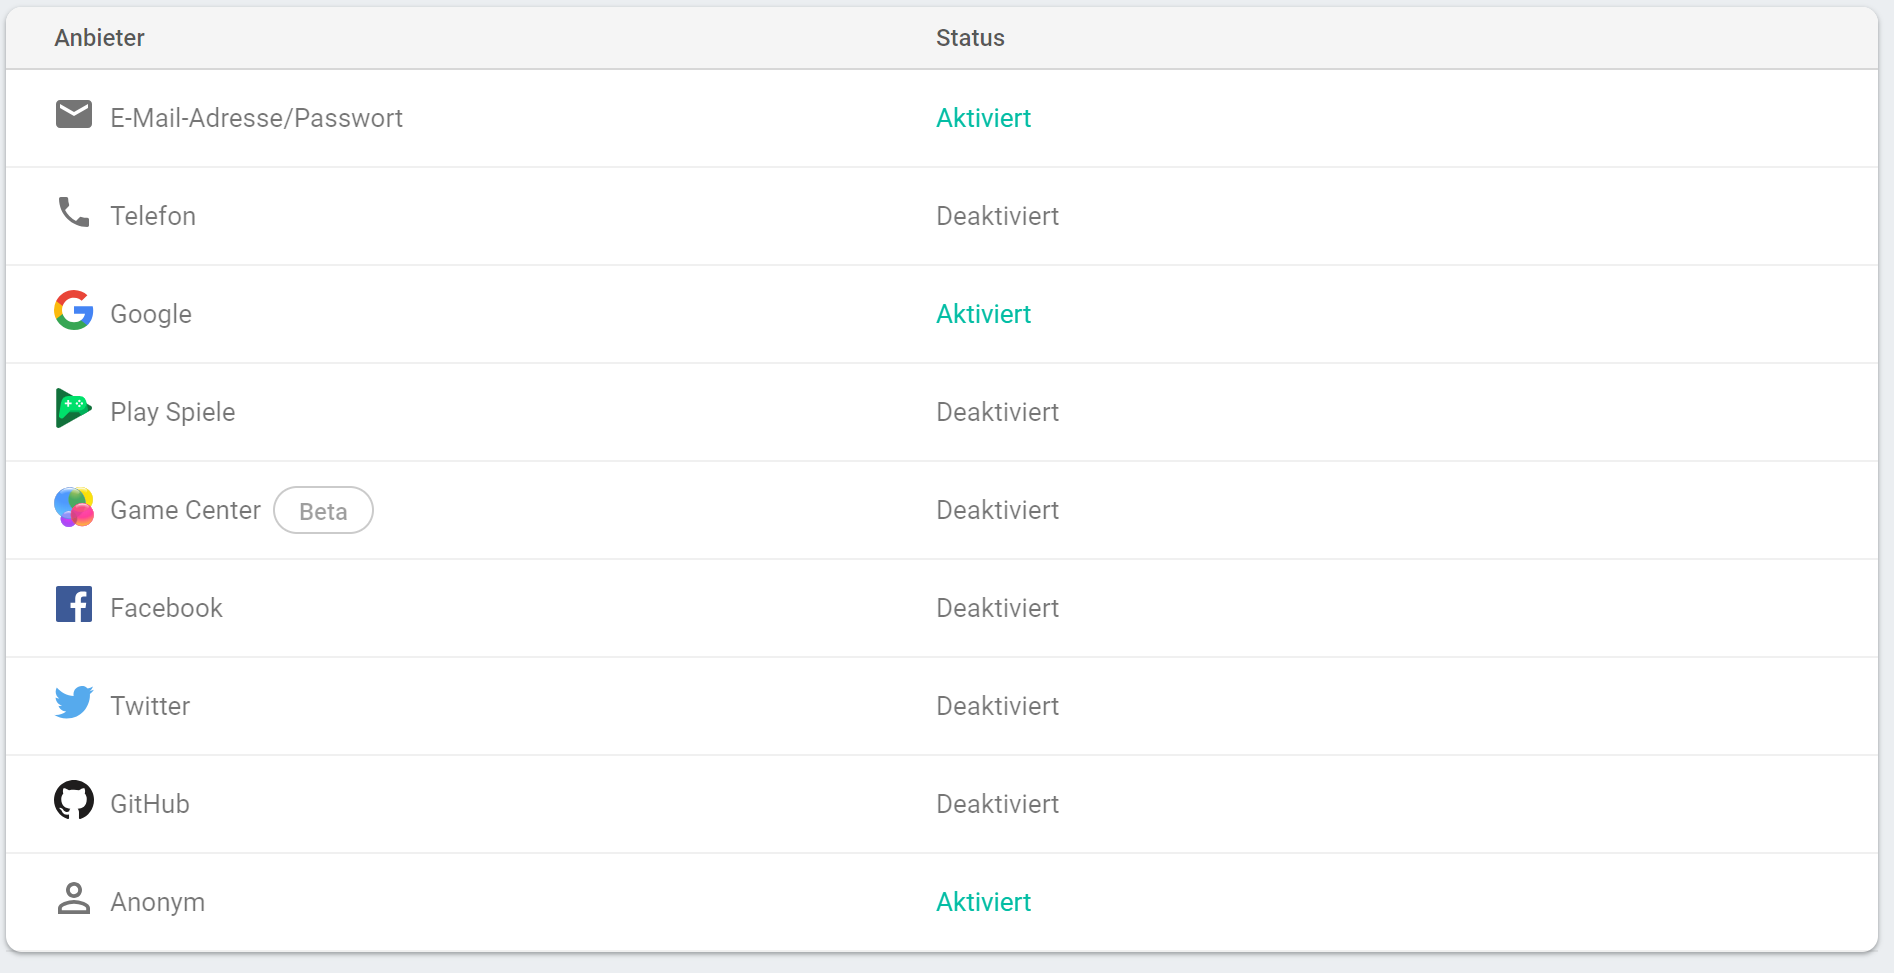 Anbieter Status
E-Mail-Adresse/Passwort Aktiviert
Telefon Deaktiviert
Google Aktiviert
Play Spiele Deaktiviert
Game Center Beta Deaktiviert
Facebook Deaktiviert
Twitter Deaktiviert
GitHub Deaktiviert
Anonym Aktiviert